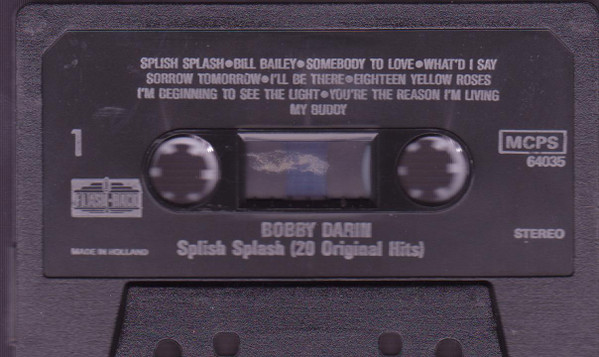 SPLISH SPLASH●BILL BAILEY●SOMEBODY TO LOVE●WHAT'D I SAY
SORROW TOMORROW●I'LL BE THERE●EIGHTEEN YELLOW ROSES
I'M BEGINNING TO SEE THE LIGHT●YOU'RE THE REASON I'M LIVING
MY BUDDY
1
MCPS
64035
FLASH-BACK
BOBBY DARIN
STEREO
MADE IN HOLLAND
Splish Splash (20 Original Hits)